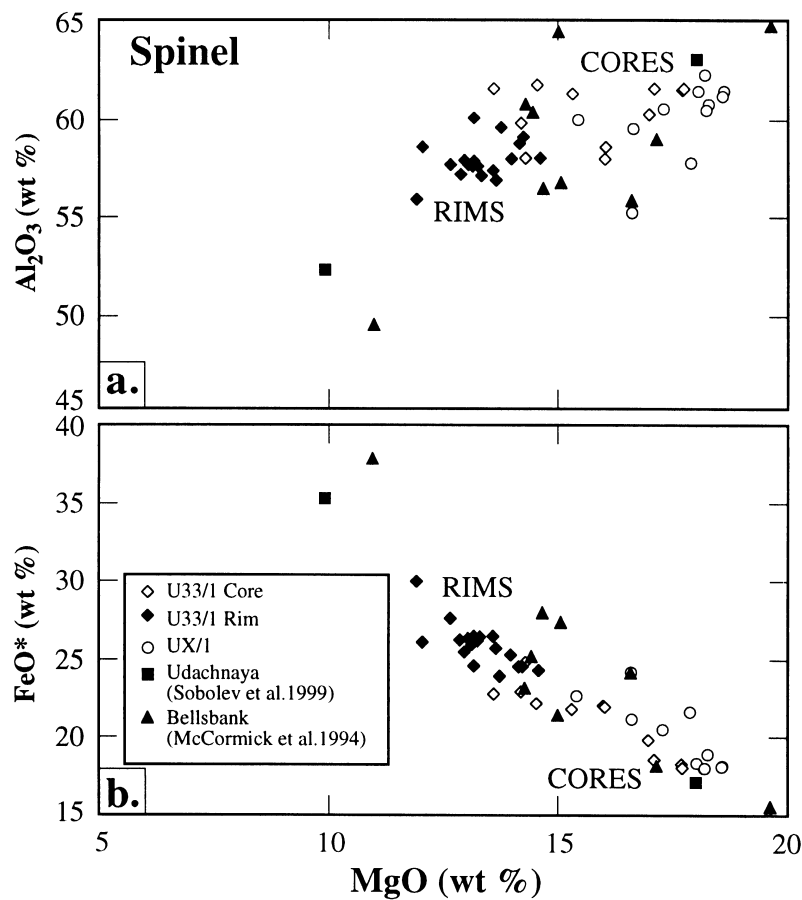 65
60
55
50
45
Al2O3 (wt %)
Spinel
CORES
RIMS
a.
40
35
30
25
20
15
FeO* (wt %)
RIMS
U33/1 Core
U33/1 Rim
UX/1
Udachnaya
(Sobolev et al.1999)
Bellsbank
(McCormick et al.1994)
CORES
b.
5
10
15
20
MgO (wt %)